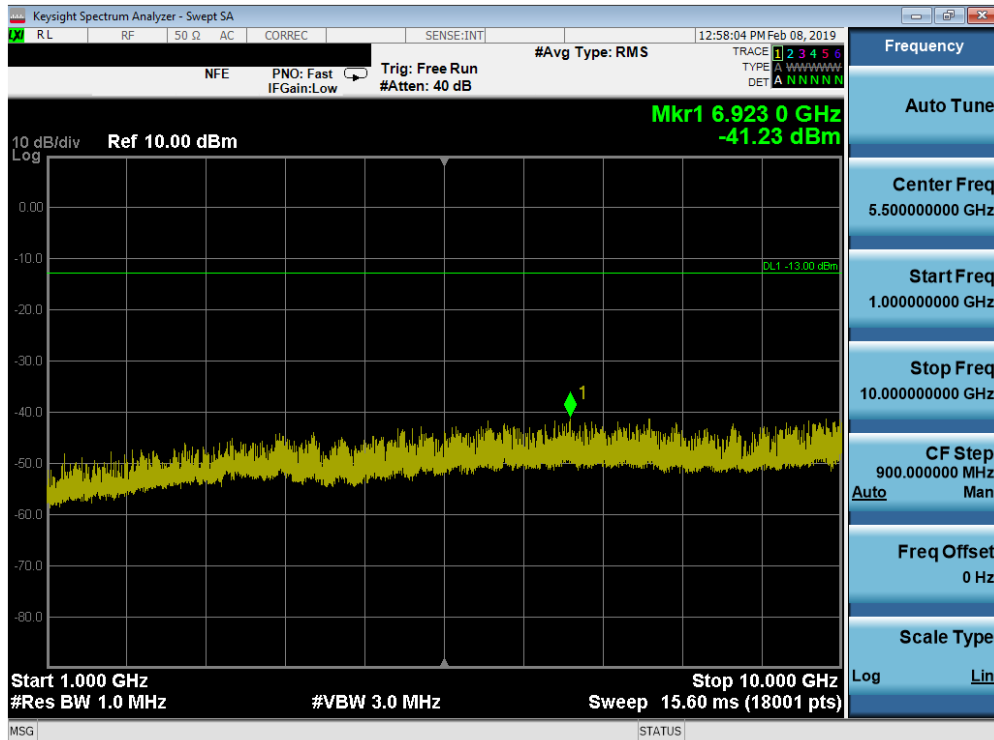 Keysight Spectrum Analyzer - Swept SA
LXI RL RF 50 Ω AC CORREC SENSE:INT 12:58:04 PM Feb 08, 2019
#Avg Type: RMS TRACE 1 2 3 4 5 6
NFE PNO: Fast Trig: Free Run TYPE A WWWWW
IFGain:Low #Atten: 40 dB DET A N N N N N
Mkr1 6.923 0 GHz
-41.23 dBm
10 dB/div Ref 10.00 dBm
Log
0.00
-10.0
DL1 -13.00 dBm
-20.0
-30.0
-40.0
1
-50.0
-60.0
-70.0
-80.0
Start 1.000 GHz Stop 10.000 GHz
#Res BW 1.0 MHz #VBW 3.0 MHz Sweep 15.60 ms (18001 pts)
MSG STATUS
Frequency
Auto Tune
Center Freq
5.500000000 GHz
Start Freq
1.000000000 GHz
Stop Freq
10.000000000 GHz
CF Step
900.000000 MHz
Auto Man
Freq Offset
0 Hz
Scale Type
Log Lin